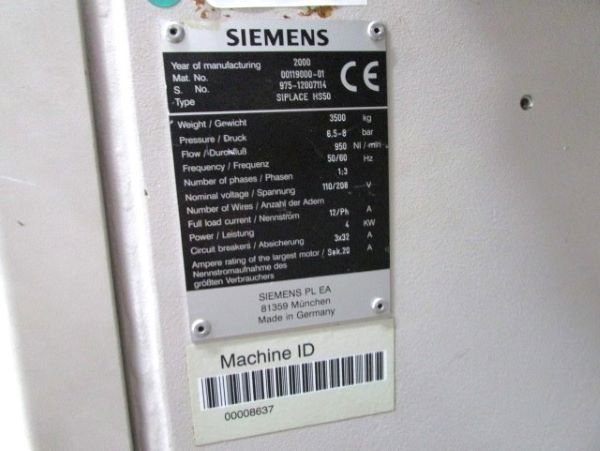 SIEMENS
Year of manufacturing 2000
Mat. No. 00119000-01
S. No. 975-12007114
Type SIPLACE HS50
CE
Weight / Gewicht 3500 kg
Pressure / Druck 6,5-8 bar
Flow / Durchfluß 950 Nl / min
Frequency / Frequenz 50/60 Hz
Number of phases / Phasen 1;3
Nominal voltage / Spannung 110/208 V
Number of Wires / Anzahl der Adern
Full load current / Nennström 12/Ph A
Power / Leistung 4 KW
Circuit breakers / Absicherung 3x32 A
Ampere rating of the largest motor / Sek.20 A
Nennstromaufnahme des
größten Verbrauchers
SIEMENS PL EA
81359 München
Made in Germany
Machine ID
00008637